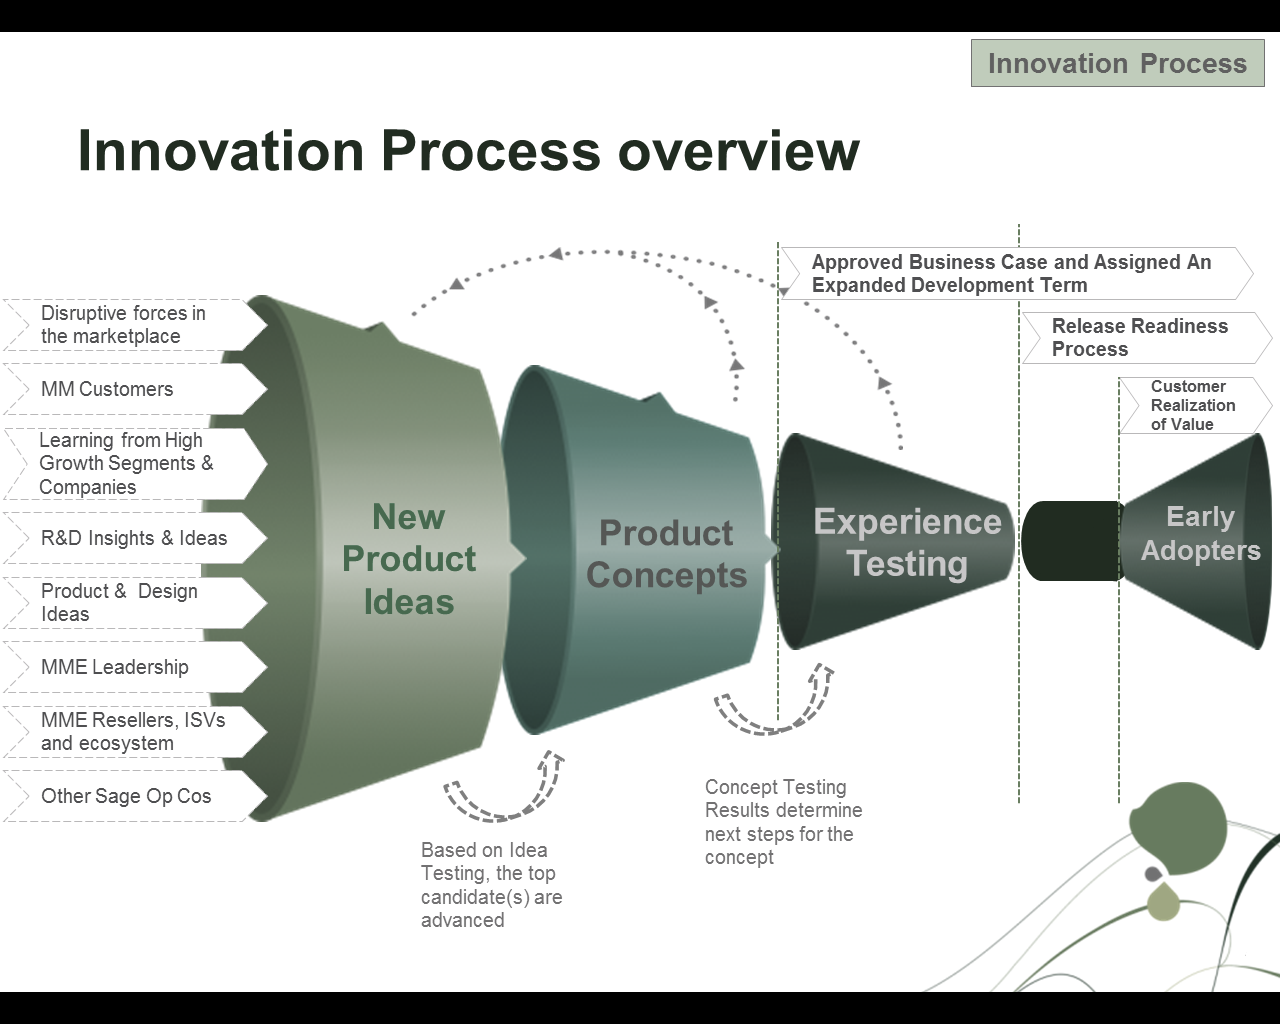 Innovation Process
Innovation Process overview
Approved Business Case and Assigned An
Expanded Development Term
Release Readiness
Process
Customer
Realization
of Value
Disruptive forces in
the marketplace
MM Customers
Learning from High
Growth Segments &
Companies
R&D Insights & Ideas
Product & Design
Ideas
MME Leadership
MME Resellers, ISVs
and ecosystem
Other Sage Op Cos
New
Product
Ideas
Product
Concepts
Experience
Testing
Early
Adopters
Based on Idea
Testing, the top
candidate(s) are
advanced
Concept Testing
Results determine
next steps for the
concept